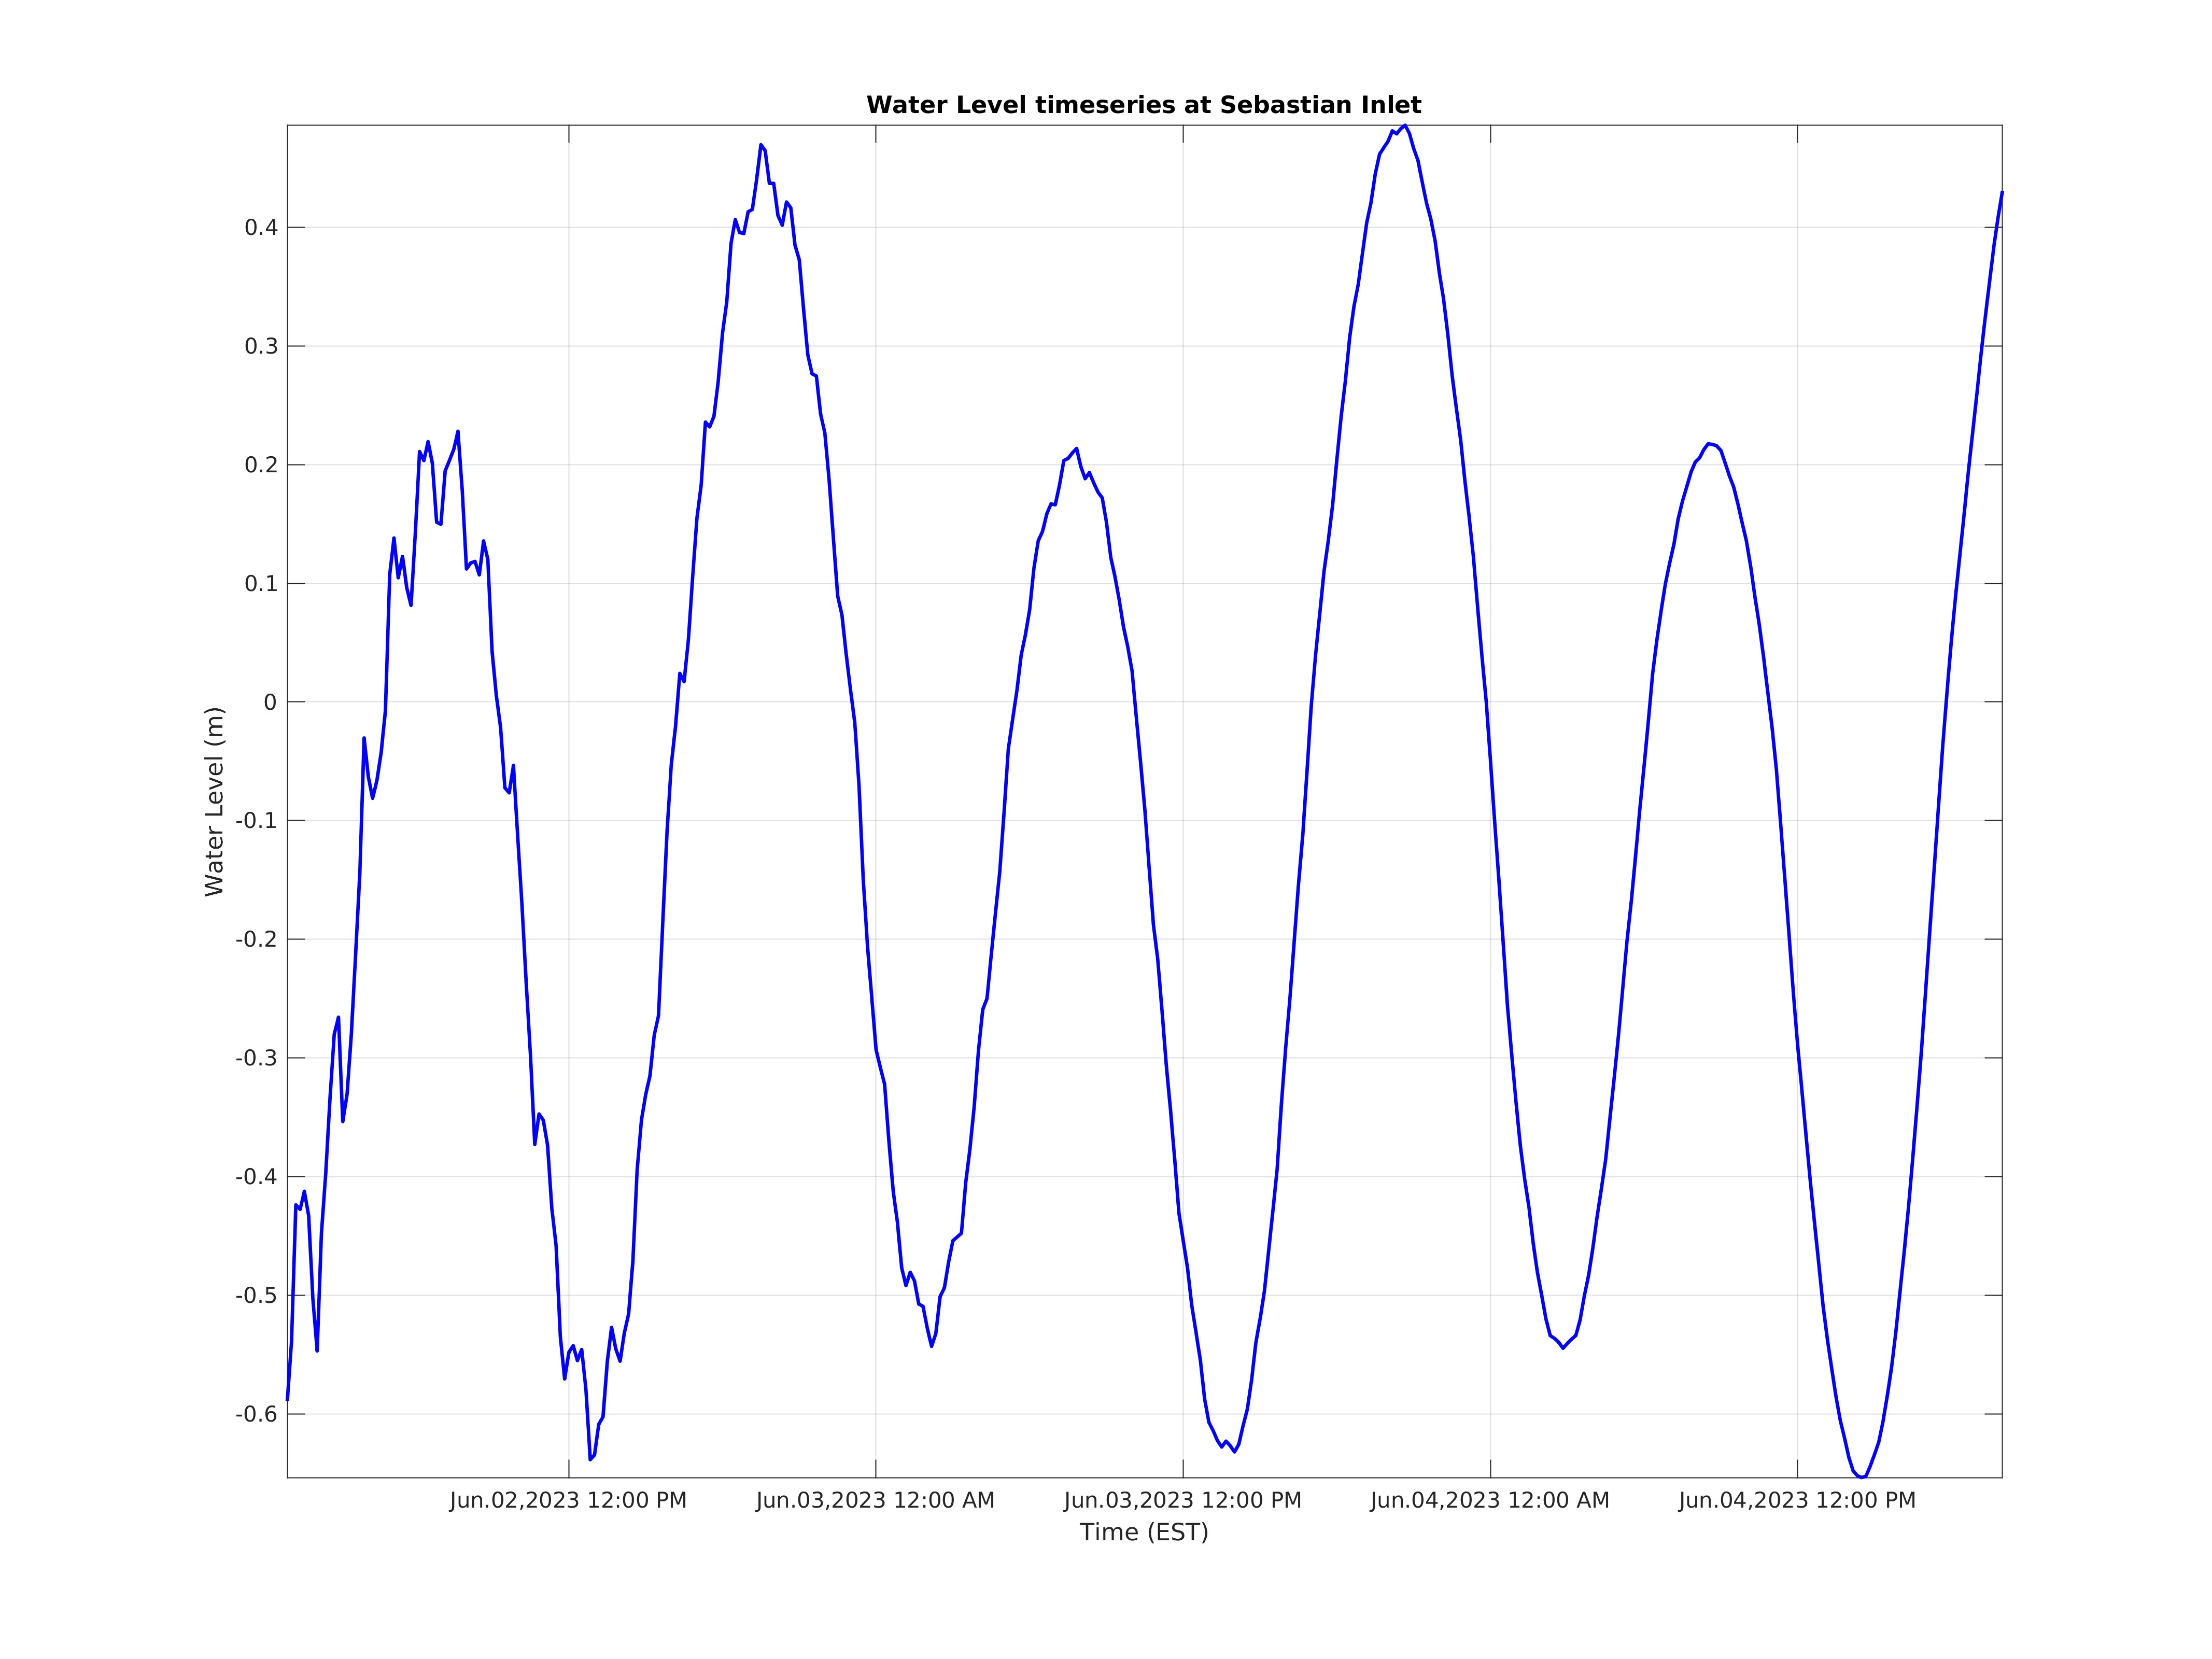 Water Level timeseries at Sebastian Inlet
0.4
0.3
0.2
0.1
0
-0.1
-0.2
-0.3
-0.4
-0.5
-0.6
Water Level (m)
Jun.02,2023 12:00 PM
Jun.03,2023 12:00 AM
Jun.03,2023 12:00 PM
Jun.04,2023 12:00 AM
Jun.04,2023 12:00 PM
Time (EST)